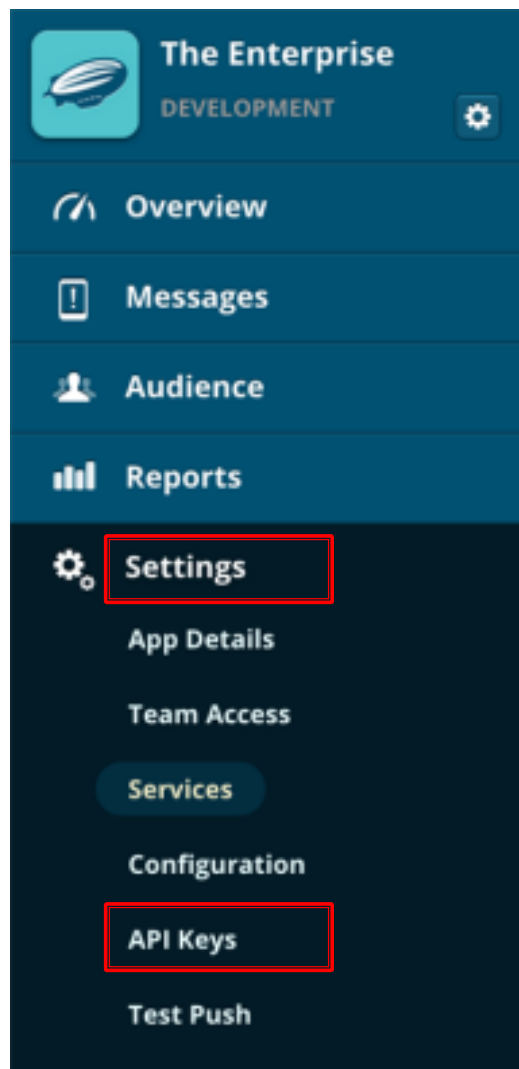 The Enterprise
DEVELOPMENT
Overview
Messages
Audience
Reports
Settings
App Details
Team Access
Services
Configuration
API Keys
Test Push